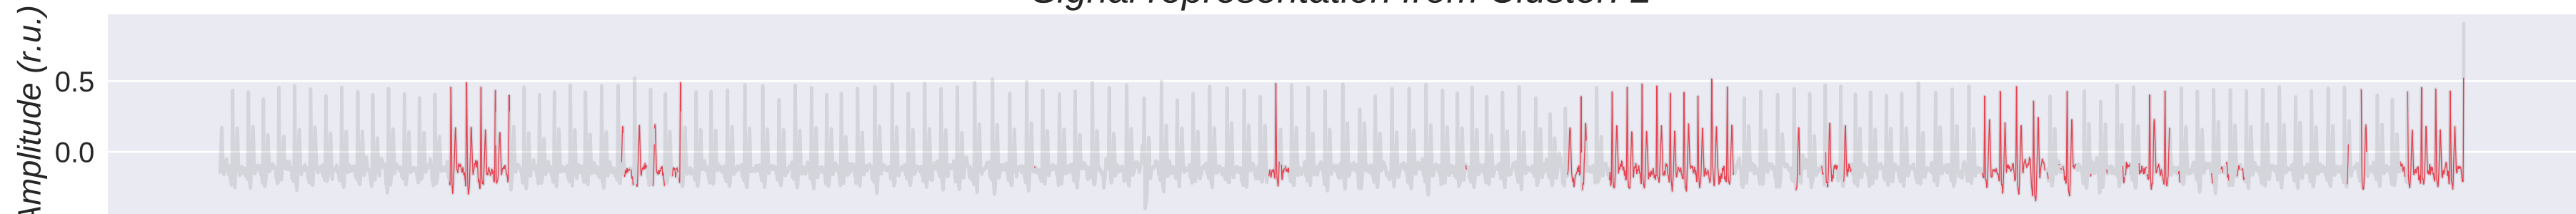 Signal representation from Cluster: 2
Amplitude (r.u.)
0.5
0.0